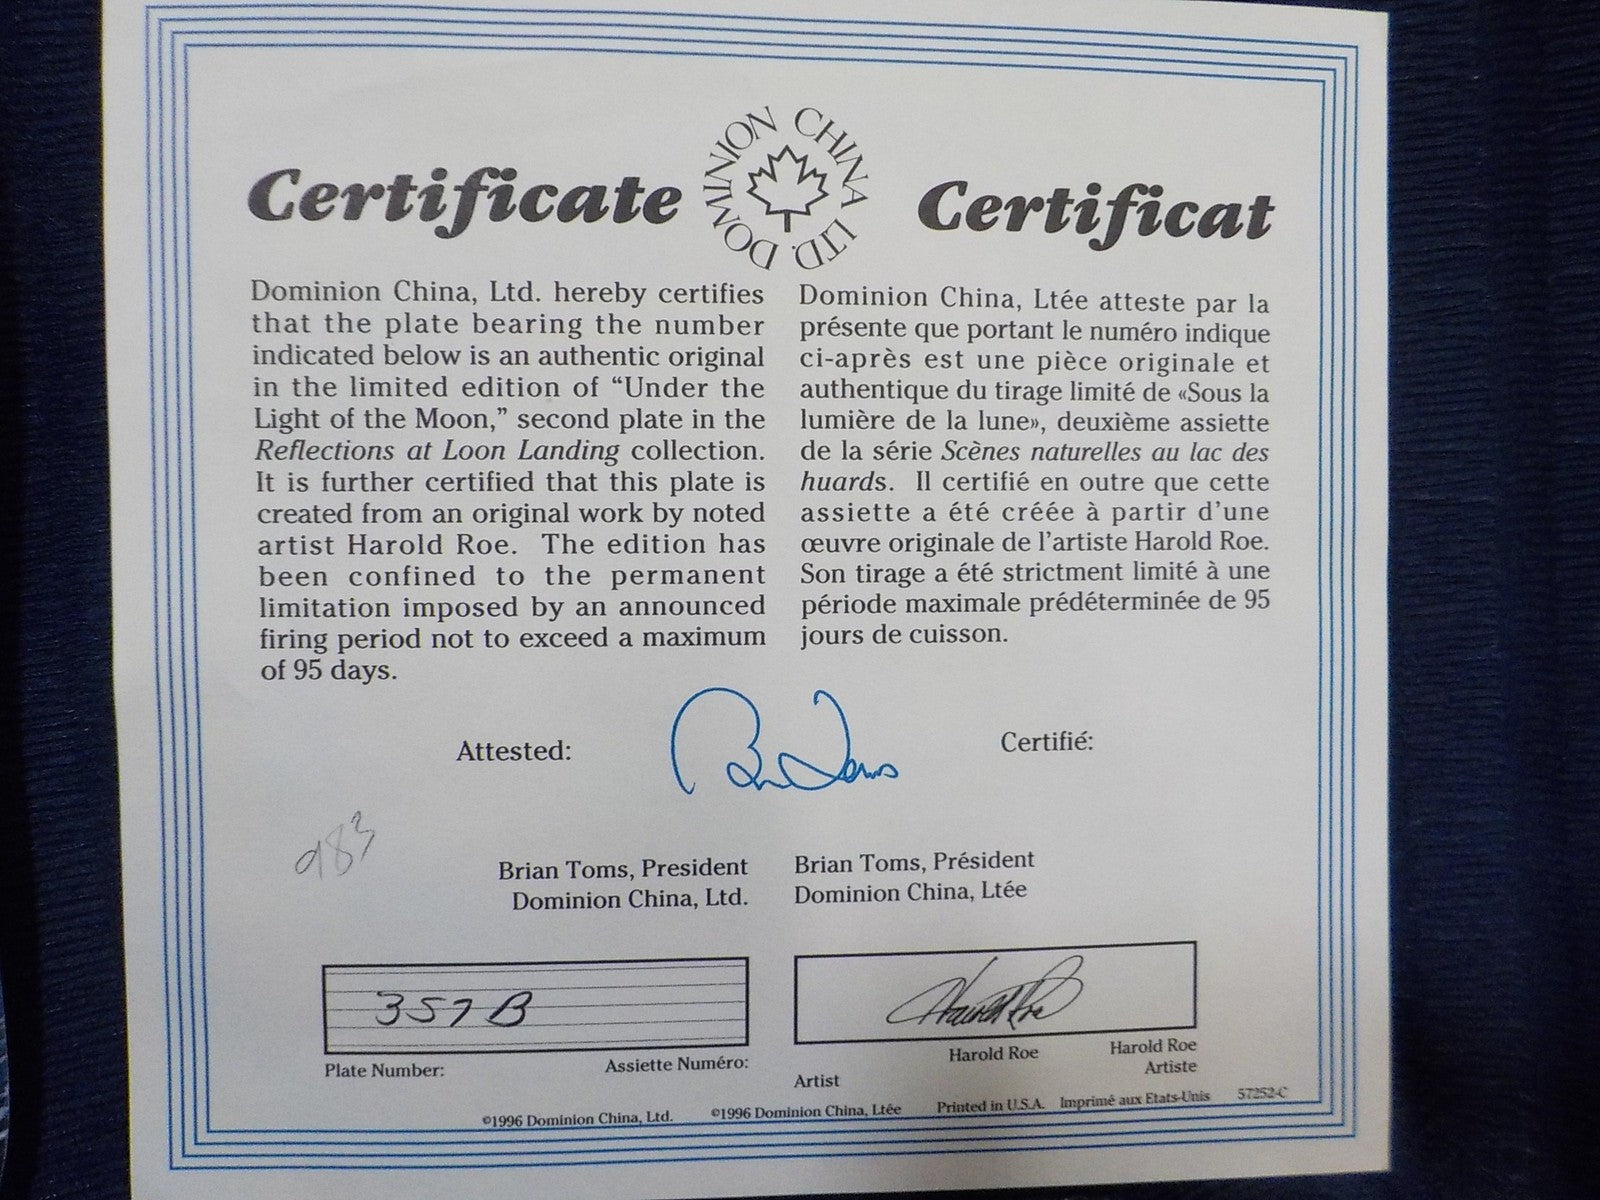 Certificate
DOMINION CHINA LTD.
Certificat
Dominion China, Ltd. hereby certifies
that the plate bearing the number
indicated below is an authentic original
in the limited edition of “Under the
Light of the Moon,” second plate in the
Reflections at Loon Landing collection.
It is further certified that this plate is
created from an original work by noted
artist Harold Roe. The edition has
been confined to the permanent
limitation imposed by an announced
firing period not to exceed a maximum
of 95 days.
Dominion China, Ltée atteste par la
présente que portant le numéro indique
ci-après est une pièce originale et
authentique du tirage limité de «Sous la
lumière de la lune», deuxième assiette
de la série Scènes naturelles au lac des
huards. Il certifié en outre que cette
assiette a été créée à partir d’une
œuvre originale de l’artiste Harold Roe.
Son tirage a été strictment limité à une
période maximale prédéterminée de 95
jours de cuisson.
Attested:
Brian Toms
Certifié:
983
Brian Toms, President
Dominion China, Ltd.
Brian Toms, Président
Dominion China, Ltée
357B
Plate Number:
Assiette Numéro:
Harold Roe
Artist
Harold Roe
Harold Roe
Artiste
©1996 Dominion China, Ltd. ©1996 Dominion China, Ltée Printed in U.S.A. Imprimé aux Etats-Unis 57252-C